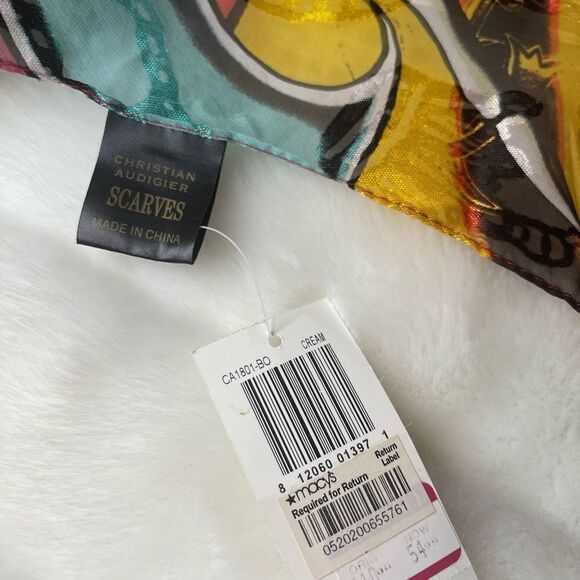 CHRISTIAN
AUDIGIER
SCARVES
MADE IN CHINA
CA1801-BO
CREAM
8 12060 01397 1
★macy's
Required for Return
Return
Label
0520200655761
NOW